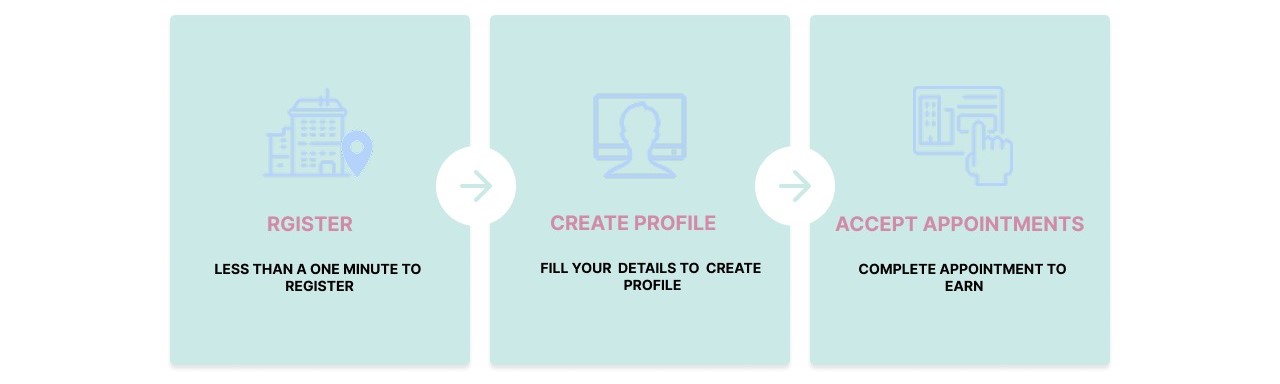 RGISTER
LESS THAN A ONE MINUTE TO
REGISTER
CREATE PROFILE
FILL YOUR  DETAILS TO  CREATE
PROFILE
ACCEPT APPOINTMENTS
COMPLETE APPOINTMENT TO
EARN